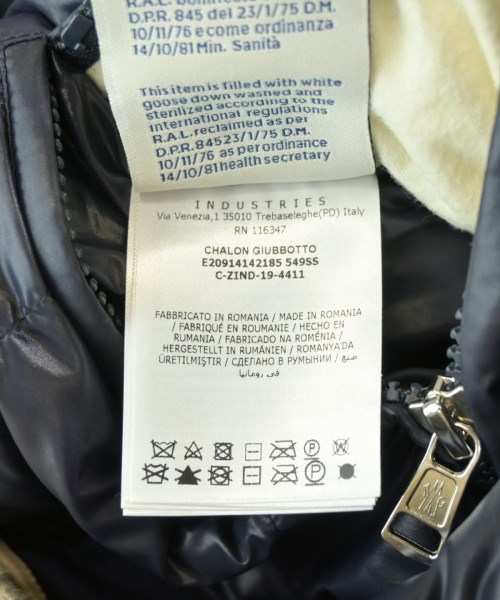 R.A.L.
D.P.R. 845 del 23/1/75 D.M.
10/11/76 e come ordinanza
14/10/81 Min. Sanità
This item is filled with white
goose down washed and
sterilized according to the
international regulations
R.A.L. reclaimed as per
D.P.R. 84523/1/75 D.M.
10/11/76 as per ordonance
14/10/81 health secretary
INDUSTRIES
Via Venezia,1 35010 Trebaseleghe(PD) Italy
RN 116347
CHALON GIUBBOTTO
E20914142185 549SS
C-ZIND-19-4411
FABBRICATO IN ROMANIA / MADE IN ROMANIA
/ FABRIQUÉ EN ROUMANIE / HECHO EN
RUMANIA / FABRICADO NA ROMÉNIA /
HERGESTELLT IN RUMÄNIEN / ROMANYA'DA
ÜRETILMIŞTIR / СДЕЛАНО В РУМЫНИИ / صنع
في رومانيا
P W
P